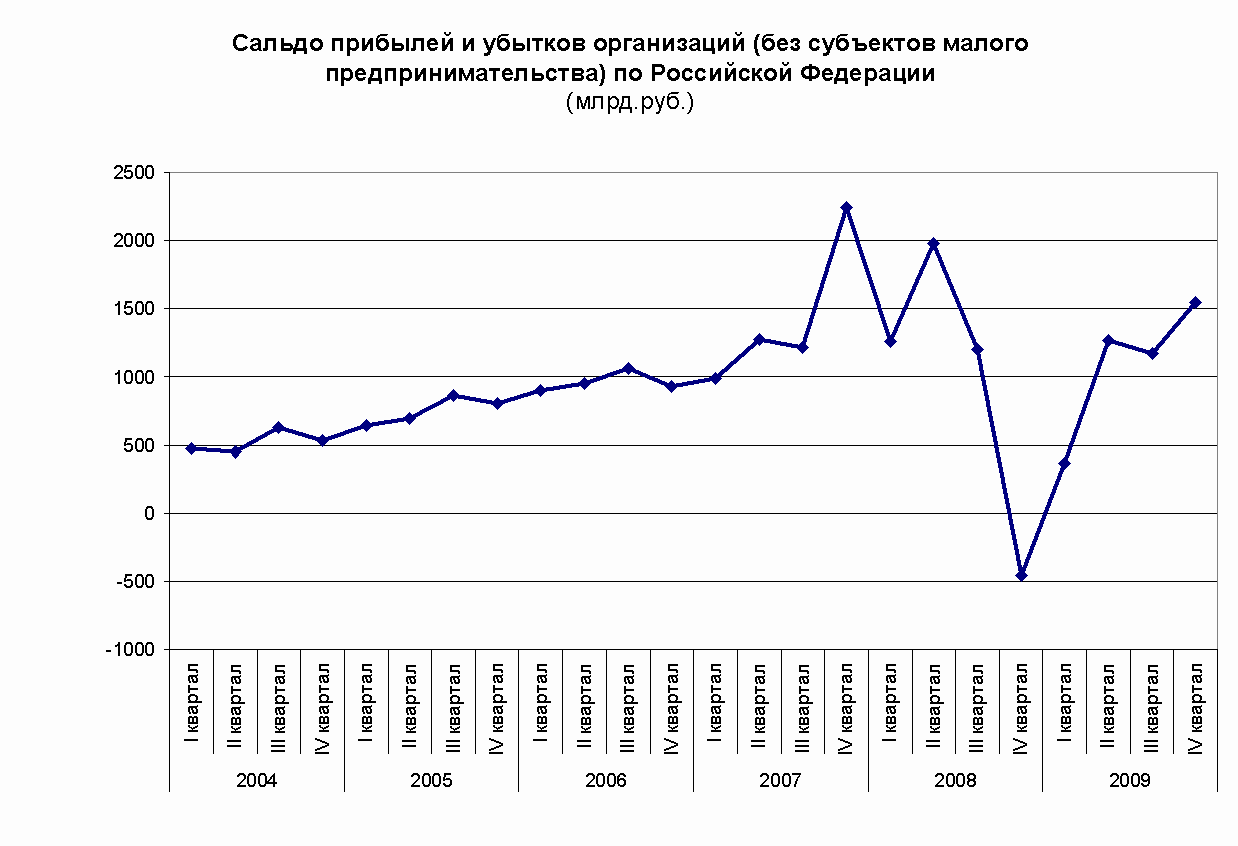 Сальдо прибылей и убытков организаций (без субъектов малого
предпринимательства) по Российской Федерации
(млрд.руб.)
2500
2000
1500
1000
500
0
-500
-1000
I квартал
II квартал
III квартал
IV квартал
I квартал
II квартал
III квартал
IV квартал
I квартал
II квартал
III квартал
IV квартал
I квартал
II квартал
III квартал
IV квартал
I квартал
II квартал
III квартал
IV квартал
I квартал
II квартал
III квартал
IV квартал
2004 2005 2006 2007 2008 2009